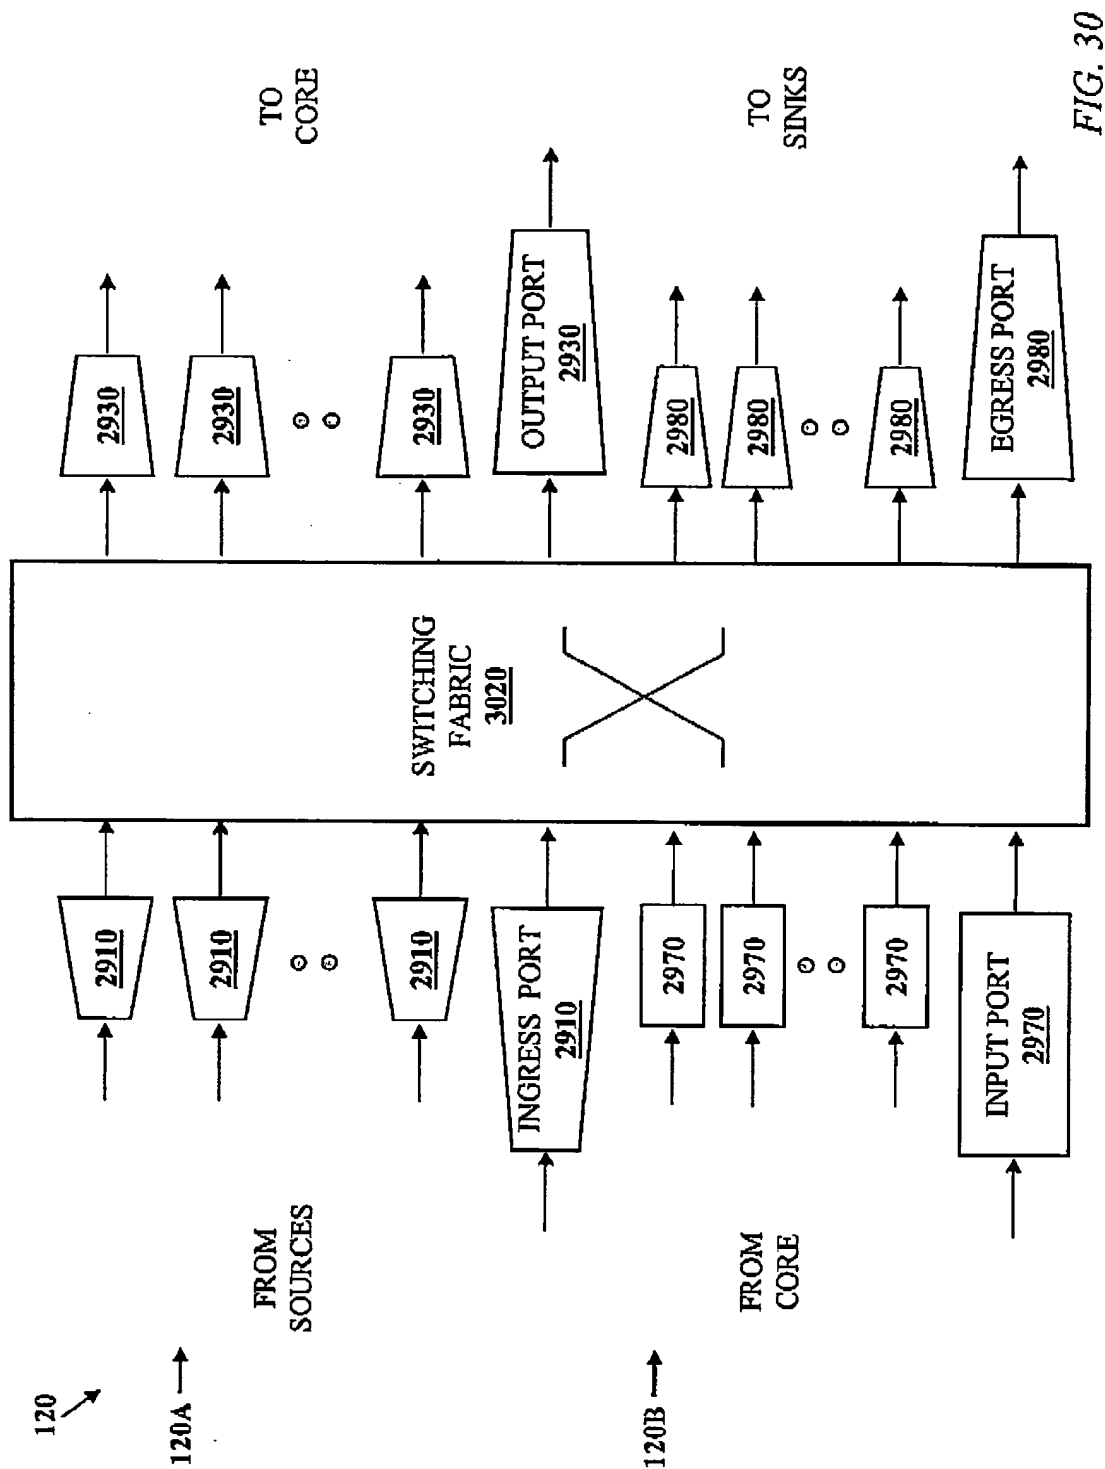 120
120A
FROM
SOURCES
2910
2910
2910
INGRESS PORT
2910
120B
FROM
CORE
2970
2970
2970
INPUT PORT
2970
SWITCHING
FABRIC
3020
2930
2930
2930
OUTPUT PORT
2930
TO
CORE
2980
2980
2980
EGRESS PORT
2980
TO
SINKS
FIG. 30